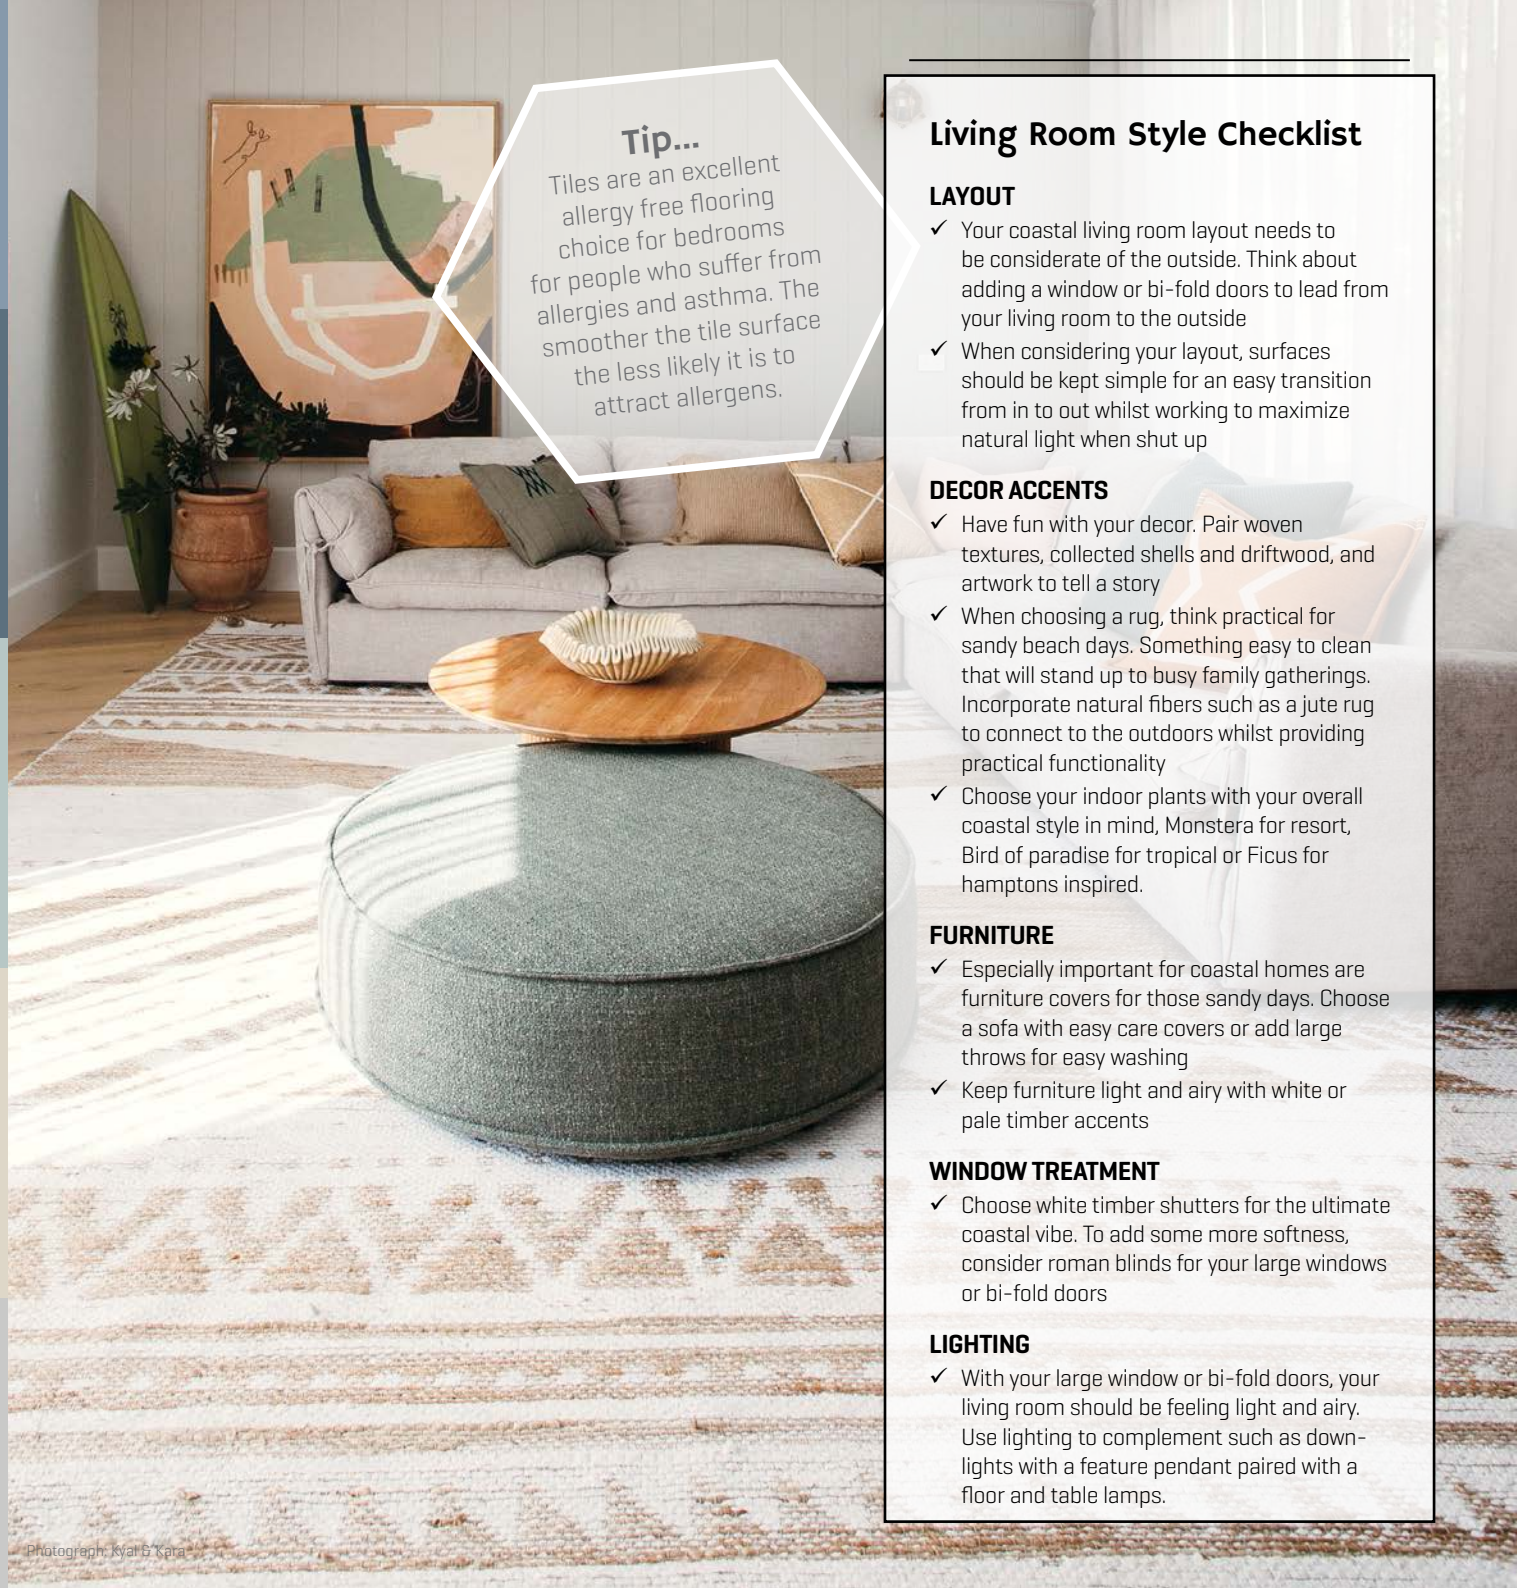 Tip...
Tiles are an excellent
allergy free flooring
choice for bedrooms
for people who suffer from
allergies and asthma. The
smoother the tile surface
the less likely it is to
attract allergens.
Living Room Style Checklist
LAYOUT
✓ Your coastal living room layout needs to
be considerate of the outside. Think about
adding a window or bi-fold doors to lead from
your living room to the outside
✓ When considering your layout, surfaces
should be kept simple for an easy transition
from in to out whilst working to maximize
natural light when shut up
DECOR ACCENTS
✓ Have fun with your decor. Pair woven
textures, collected shells and driftwood, and
artwork to tell a story
✓ When choosing a rug, think practical for
sandy beach days. Something easy to clean
that will stand up to busy family gatherings.
Incorporate natural fibers such as a jute rug
to connect to the outdoors whilst providing
practical functionality
✓ Choose your indoor plants with your overall
coastal style in mind, Monstera for resort,
Bird of paradise for tropical or Ficus for
hamptons inspired.
FURNITURE
✓ Especially important for coastal homes are
furniture covers for those sandy days. Choose
a sofa with easy care covers or add large
throws for easy washing
✓ Keep furniture light and airy with white or
pale timber accents
WINDOW TREATMENT
✓ Choose white timber shutters for the ultimate
coastal vibe. To add some more softness,
consider roman blinds for your large windows
or bi-fold doors
LIGHTING
✓ With your large window or bi-fold doors, your
living room should be feeling light and airy.
Use lighting to complement such as down-
lights with a feature pendant paired with a
floor and table lamps.
Photograph: Kyal & Kara